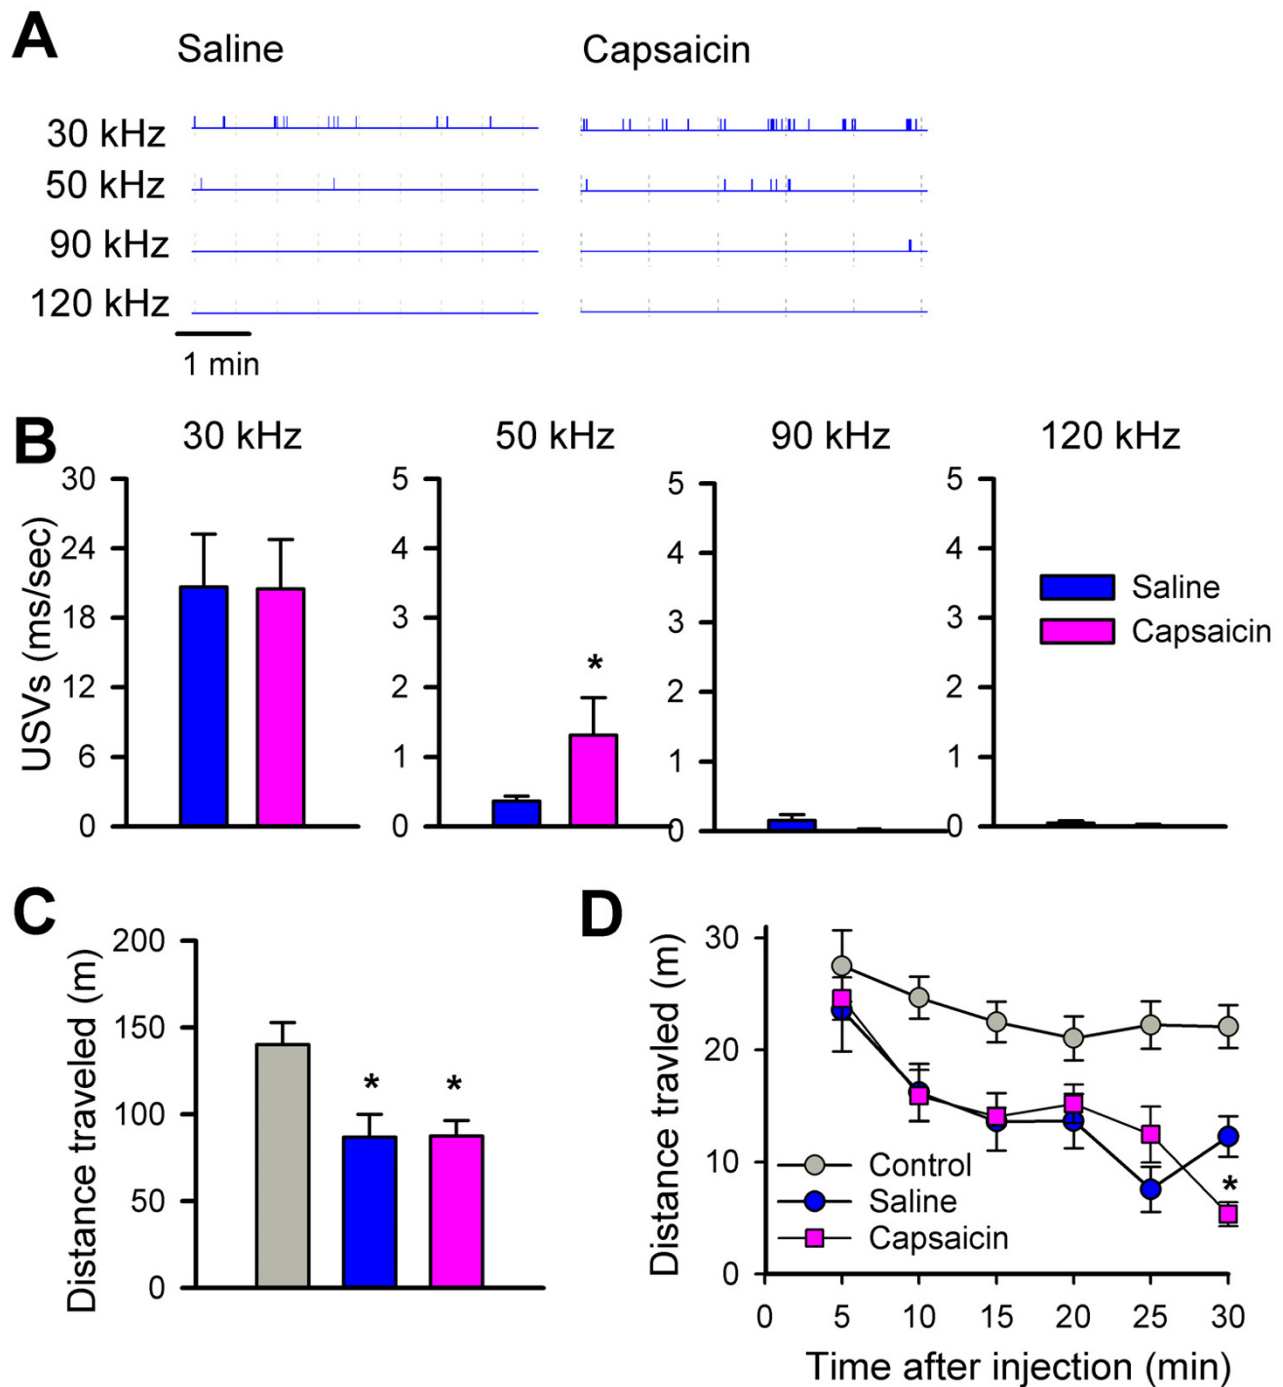 A
Saline Capsaicin
30 kHz
50 kHz
90 kHz
120 kHz
1 min
B
30 kHz 50 kHz 90 kHz 120 kHz
USVs (ms/sec)
30
24
18
12
6
0
5
4
3
2
1
0
*
5
4
3
2
1
0
5
4
3
2
1
0
Saline
Capsaicin
C
Distance traveled (m)
200
150
100
50
0
* *
D
Distance travled (m)
30
20
10
0
Control
Saline
Capsaicin
*
0 5 10 15 20 25 30
Time after injection (min)